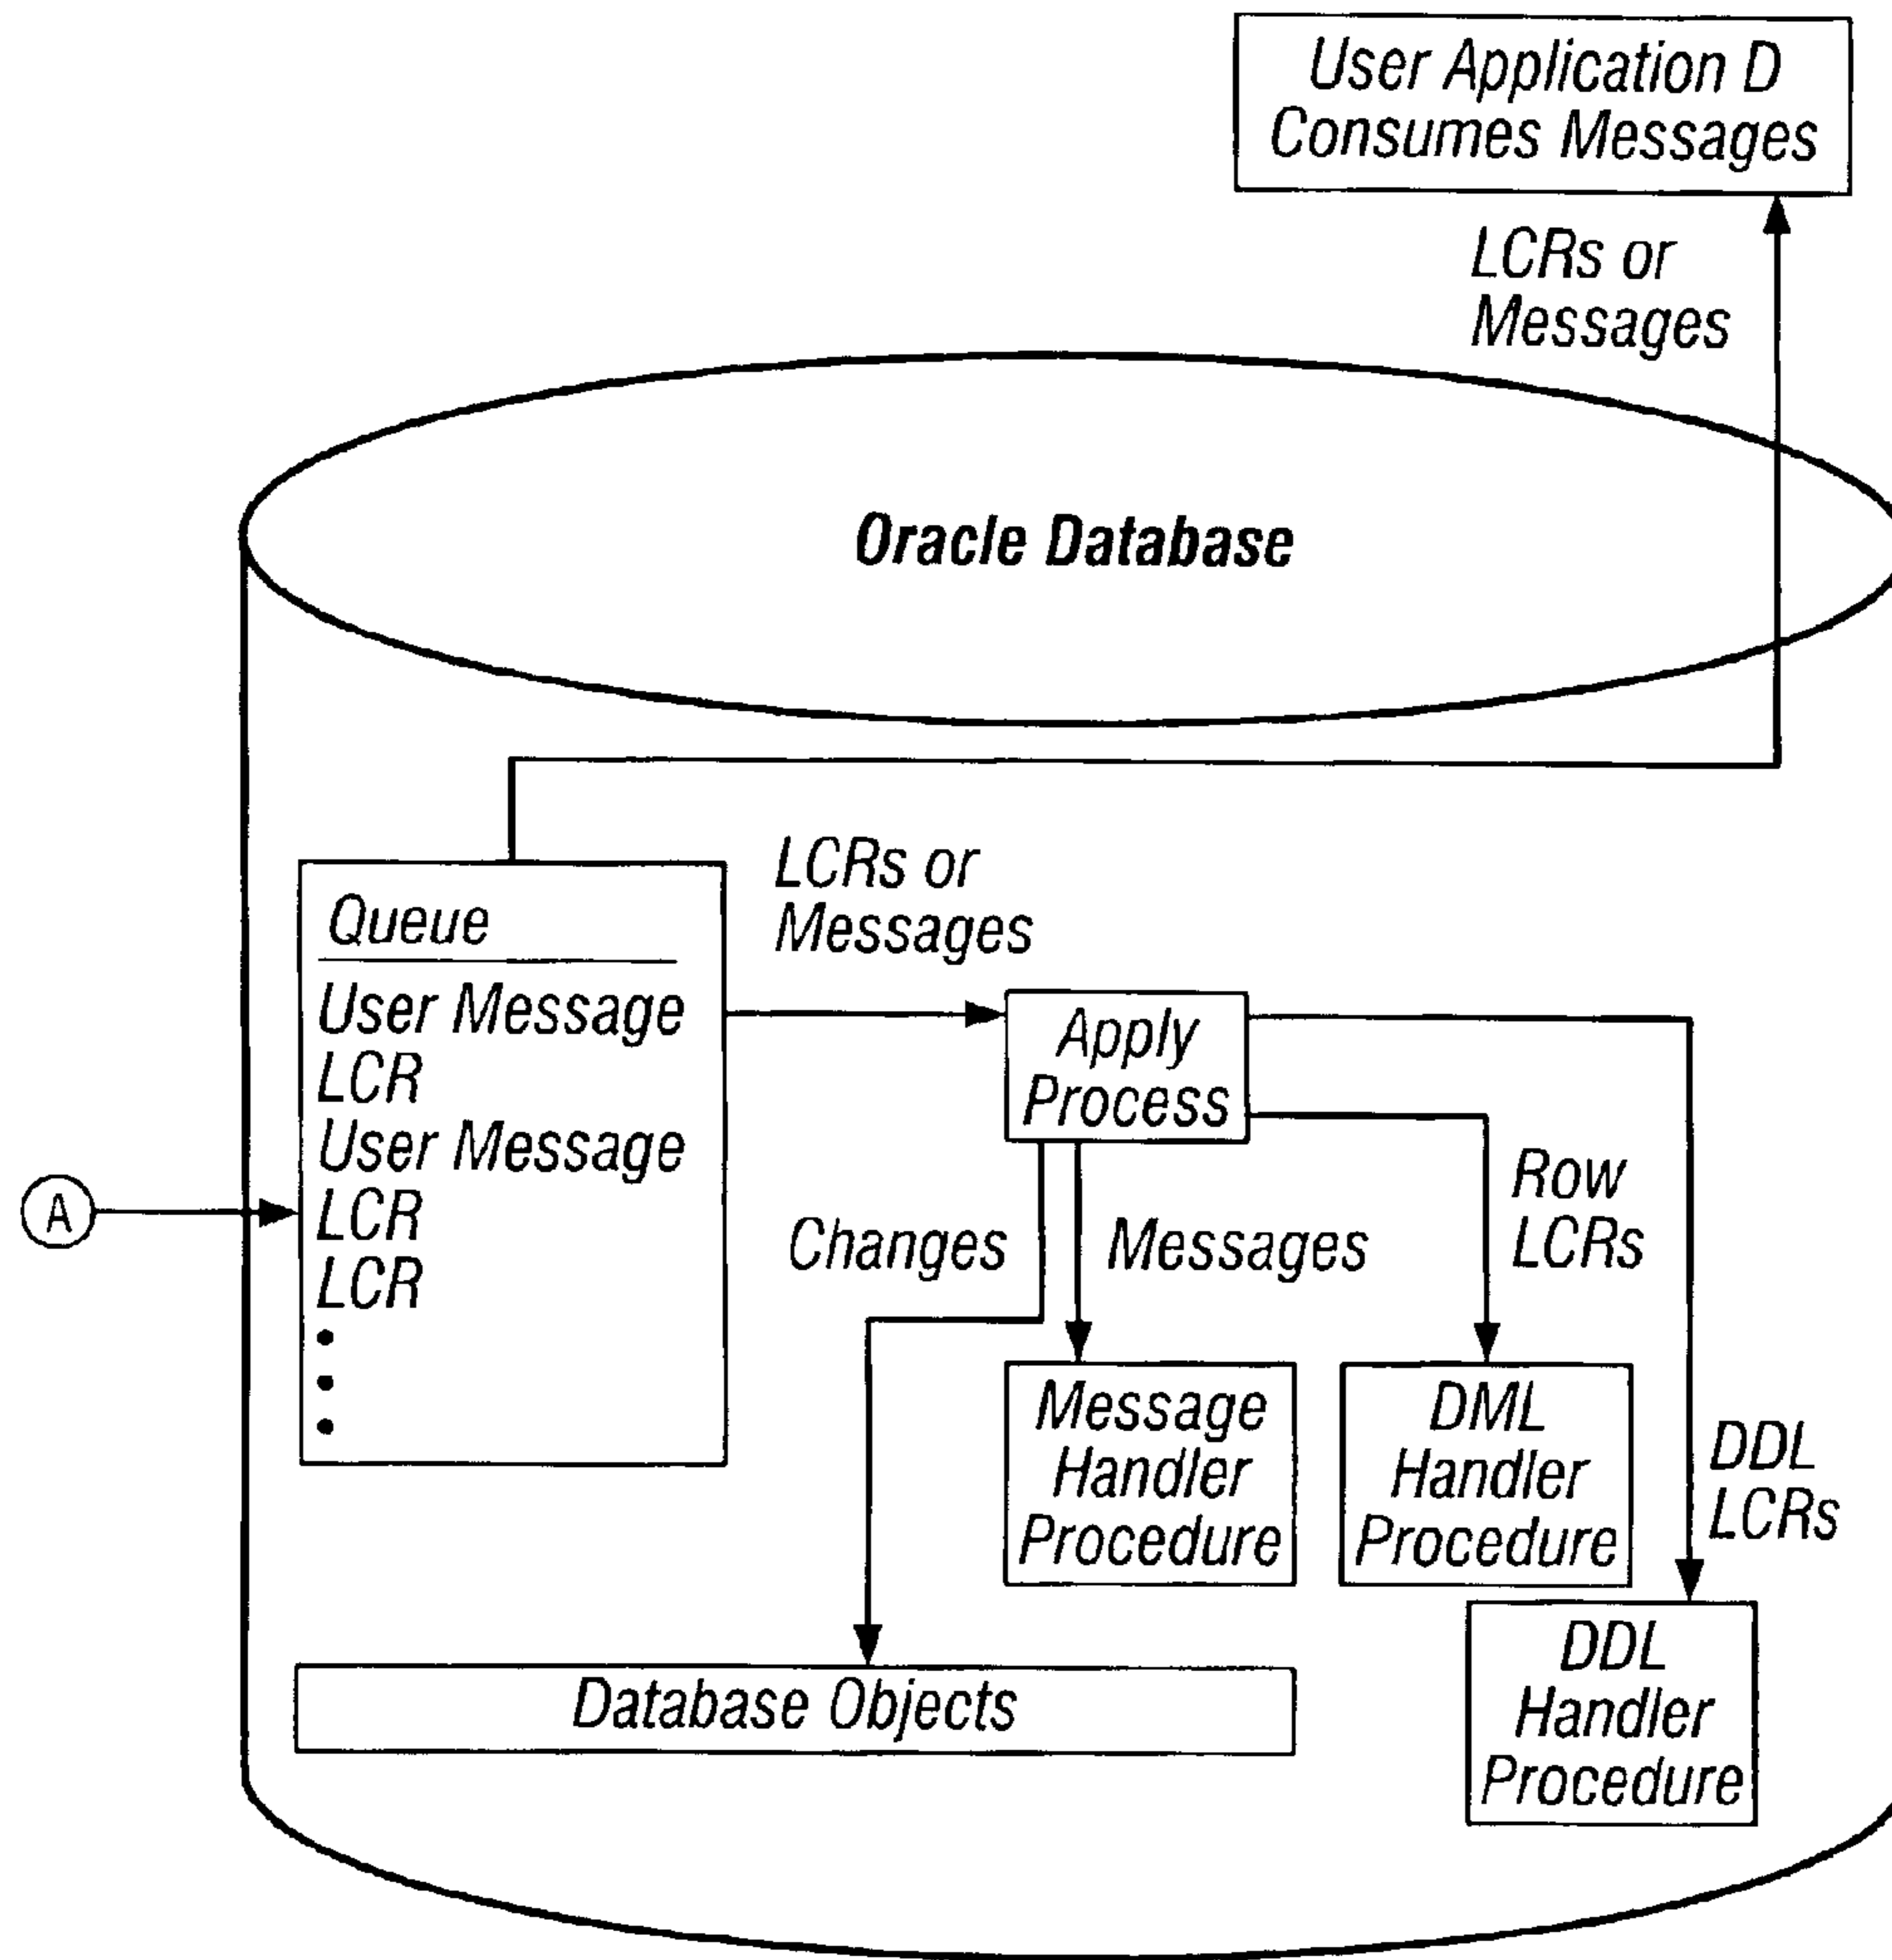 User Application D
Consumes Messages
LCRs or
Messages
Oracle Database
LCRs or
Messages
Queue
User Message
LCR
User Message
LCR
LCR
•
•
•
A
Apply
Process
Changes
Messages
Row
LCRs
DDL
LCRs
Message
Handler
Procedure
DML
Handler
Procedure
DDL
Handler
Procedure
Database Objects